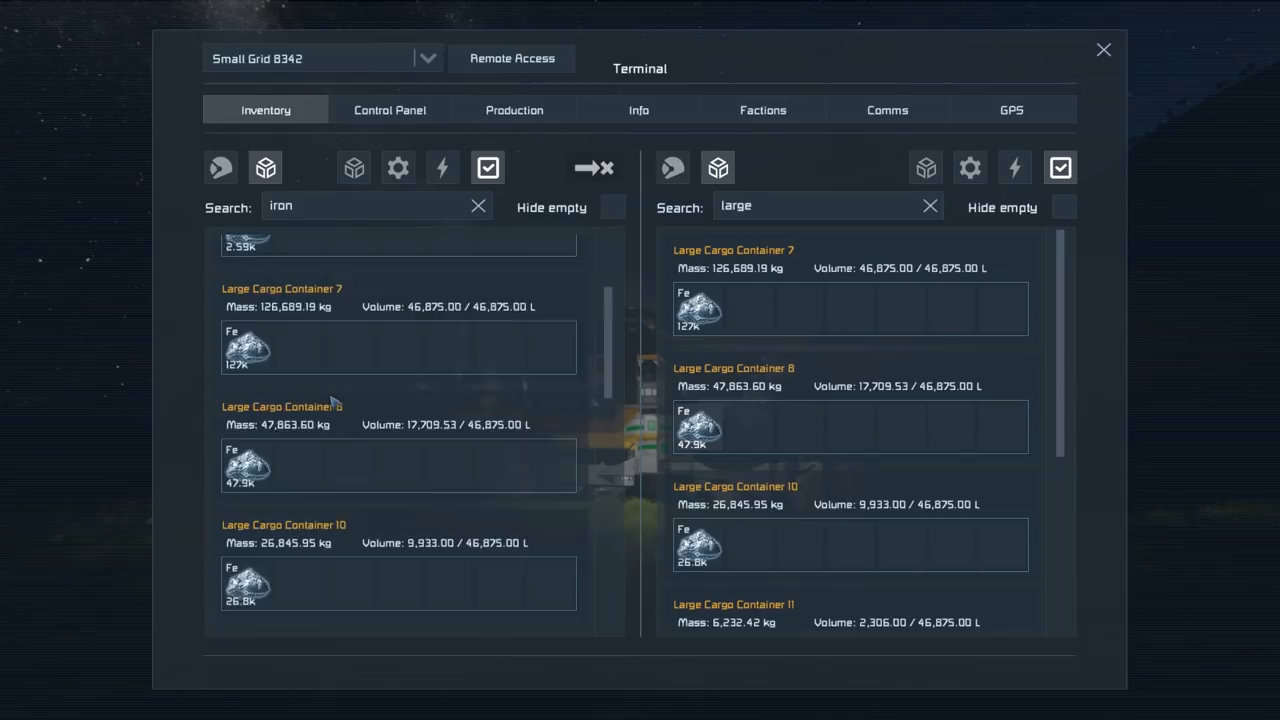 Small Grid 8342
Remote Access
Terminal
Inventory
Control Panel
Production
Info
Factions
Comms
GPS
Search: iron
Hide empty
2.59k
Large Cargo Container 7
Mass: 126,689.19 kg Volume: 46,875.00 / 46,875.00 L
Fe
127k
Large Cargo Container 8
Mass: 47,863.60 kg Volume: 17,709.53 / 46,875.00 L
Fe
47.9k
Large Cargo Container 10
Mass: 26,845.95 kg Volume: 9,933.00 / 46,875.00 L
Fe
26.8k
Search: large
Hide empty
Large Cargo Container 7
Mass: 126,689.19 kg Volume: 46,875.00 / 46,875.00 L
Fe
127k
Large Cargo Container 8
Mass: 47,863.60 kg Volume: 17,709.53 / 46,875.00 L
Fe
47.9k
Large Cargo Container 10
Mass: 26,845.95 kg Volume: 9,933.00 / 46,875.00 L
Fe
26.8k
Large Cargo Container 11
Mass: 6,232.42 kg Volume: 2,306.00 / 46,875.00 L